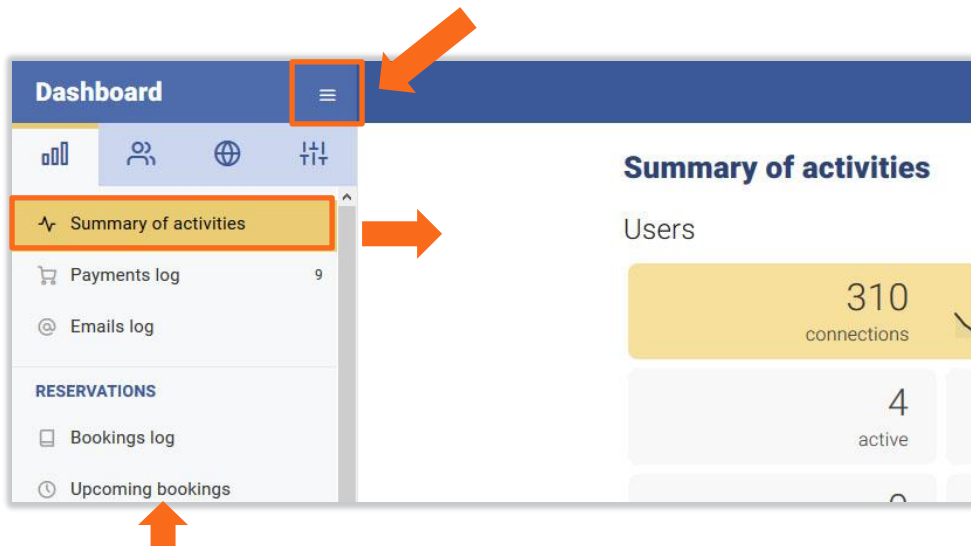 Dashboard
Summary of activities
Payments log 9
Emails log
RESERVATIONS
Bookings log
Upcoming bookings
Summary of activities
Users
310
connections
4
active